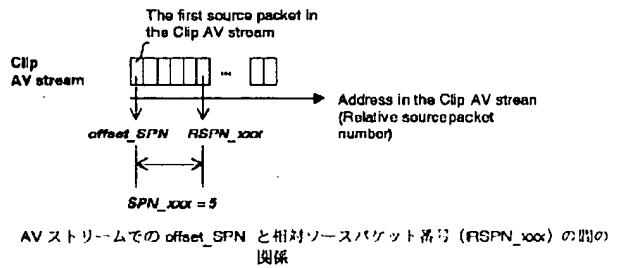 The first source packet in
the Clip AV stream
Clip
AV stream
...
Address in the Clip AV strean
(Relative source packet
number)
offset_SPN RSPN_xxx
SPN_xxx = 5
AV ストリームでの offset_SPN と相対ソースパケット番号 (RSPN_xxx) の間の
関係